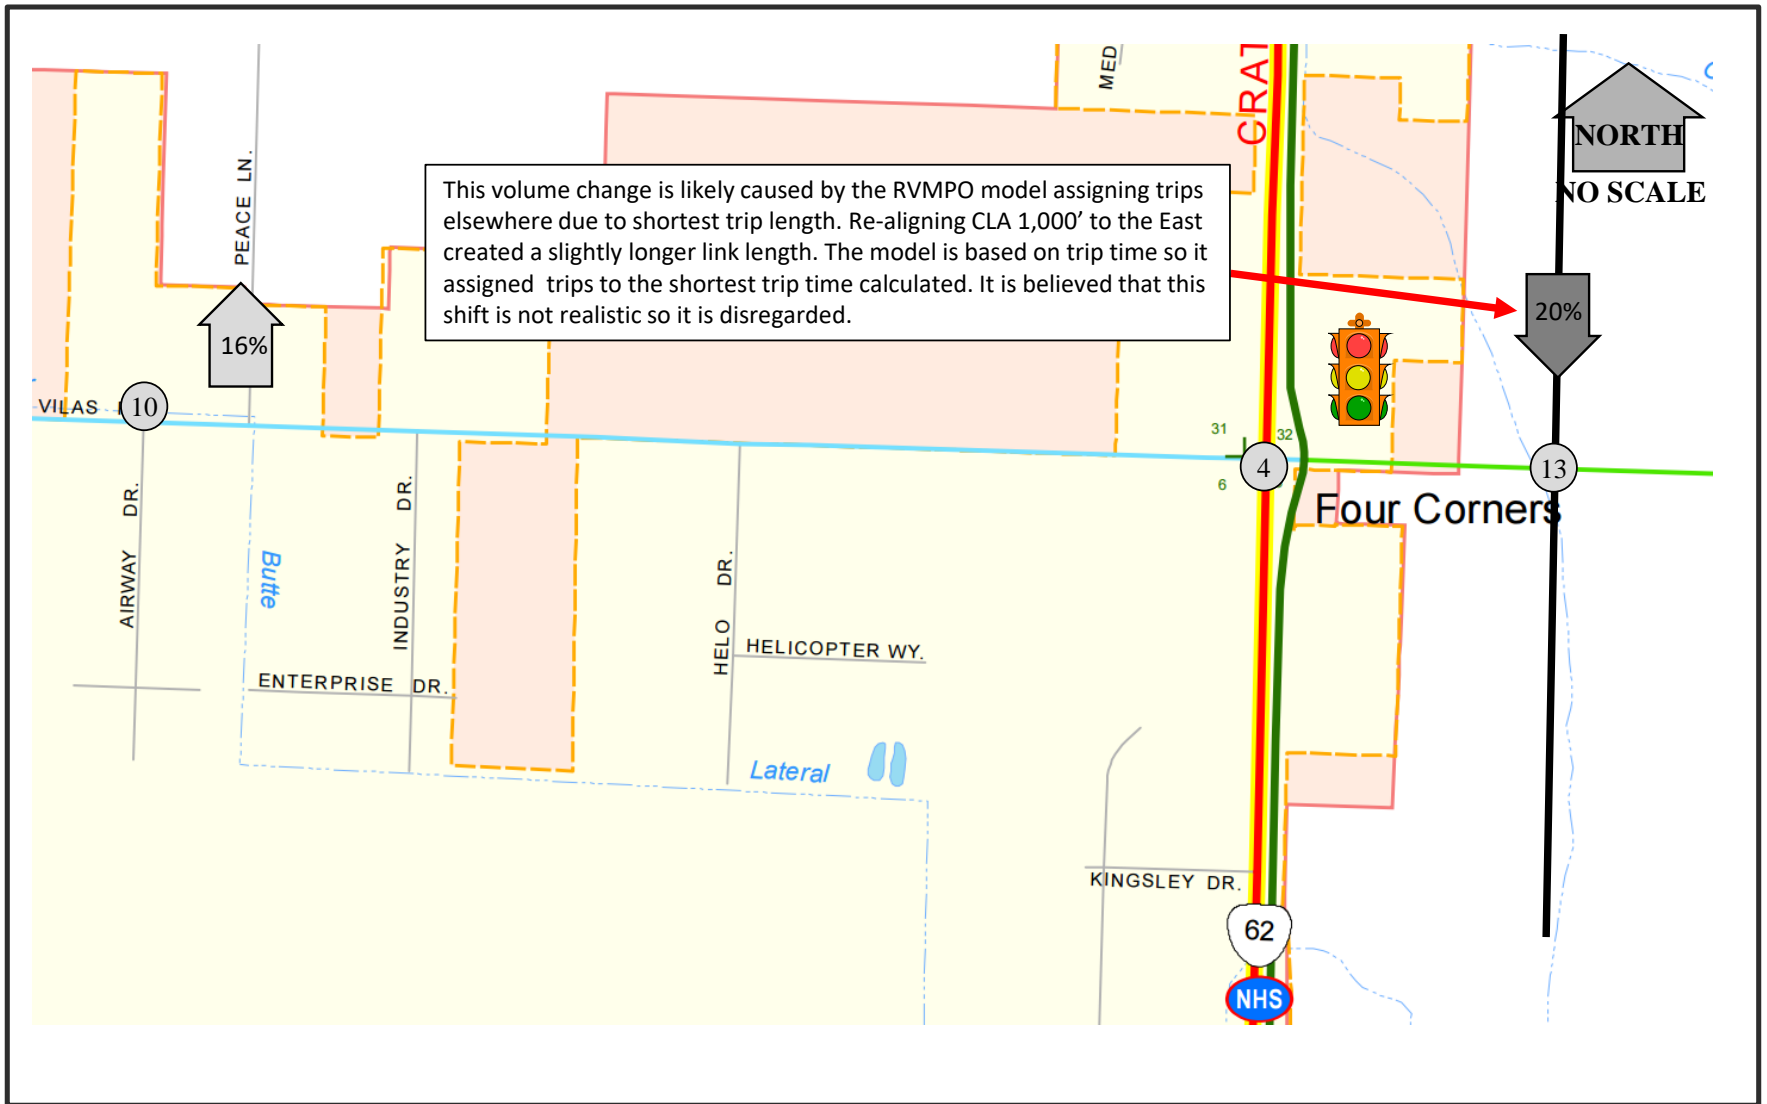 MED
CRAT
NORTH
NO SCALE
PEACE LN.
This volume change is likely caused by the RVMPO model assigning trips
elsewhere due to shortest trip length. Re-aligning CLA 1,000’ to the East
created a slightly longer link length. The model is based on trip time so it
assigned trips to the shortest trip time calculated. It is believed that this
shift is not realistic so it is disregarded.
20%
16%
VILAS
10
31
32
4
13
6
Four Corners
AIRWAY DR.
INDUSTRY DR.
Butte
HELO DR.
HELICOPTER WY.
ENTERPRISE DR.
Lateral
KINGSLEY DR.
62
NHS